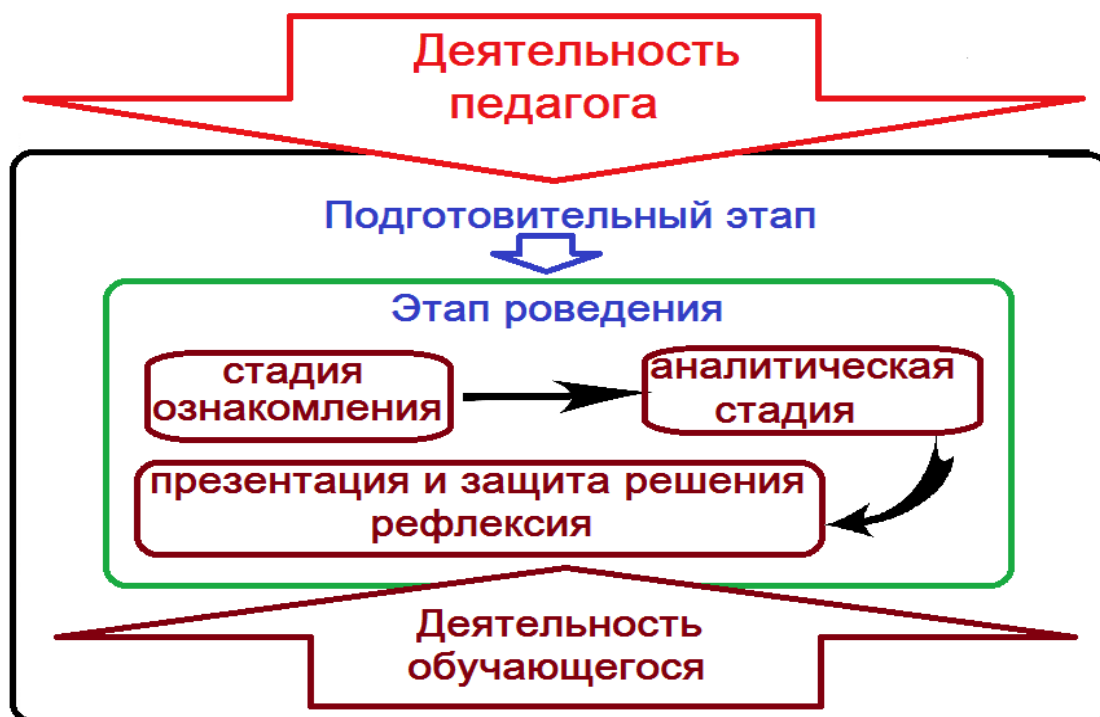 Деятельность
педагога
Подготовительный этап
Этап роведения
стадия
ознакомления
аналитическая
стадия
презентация и защита решения
рефлексия
Деятельность
обучающегося